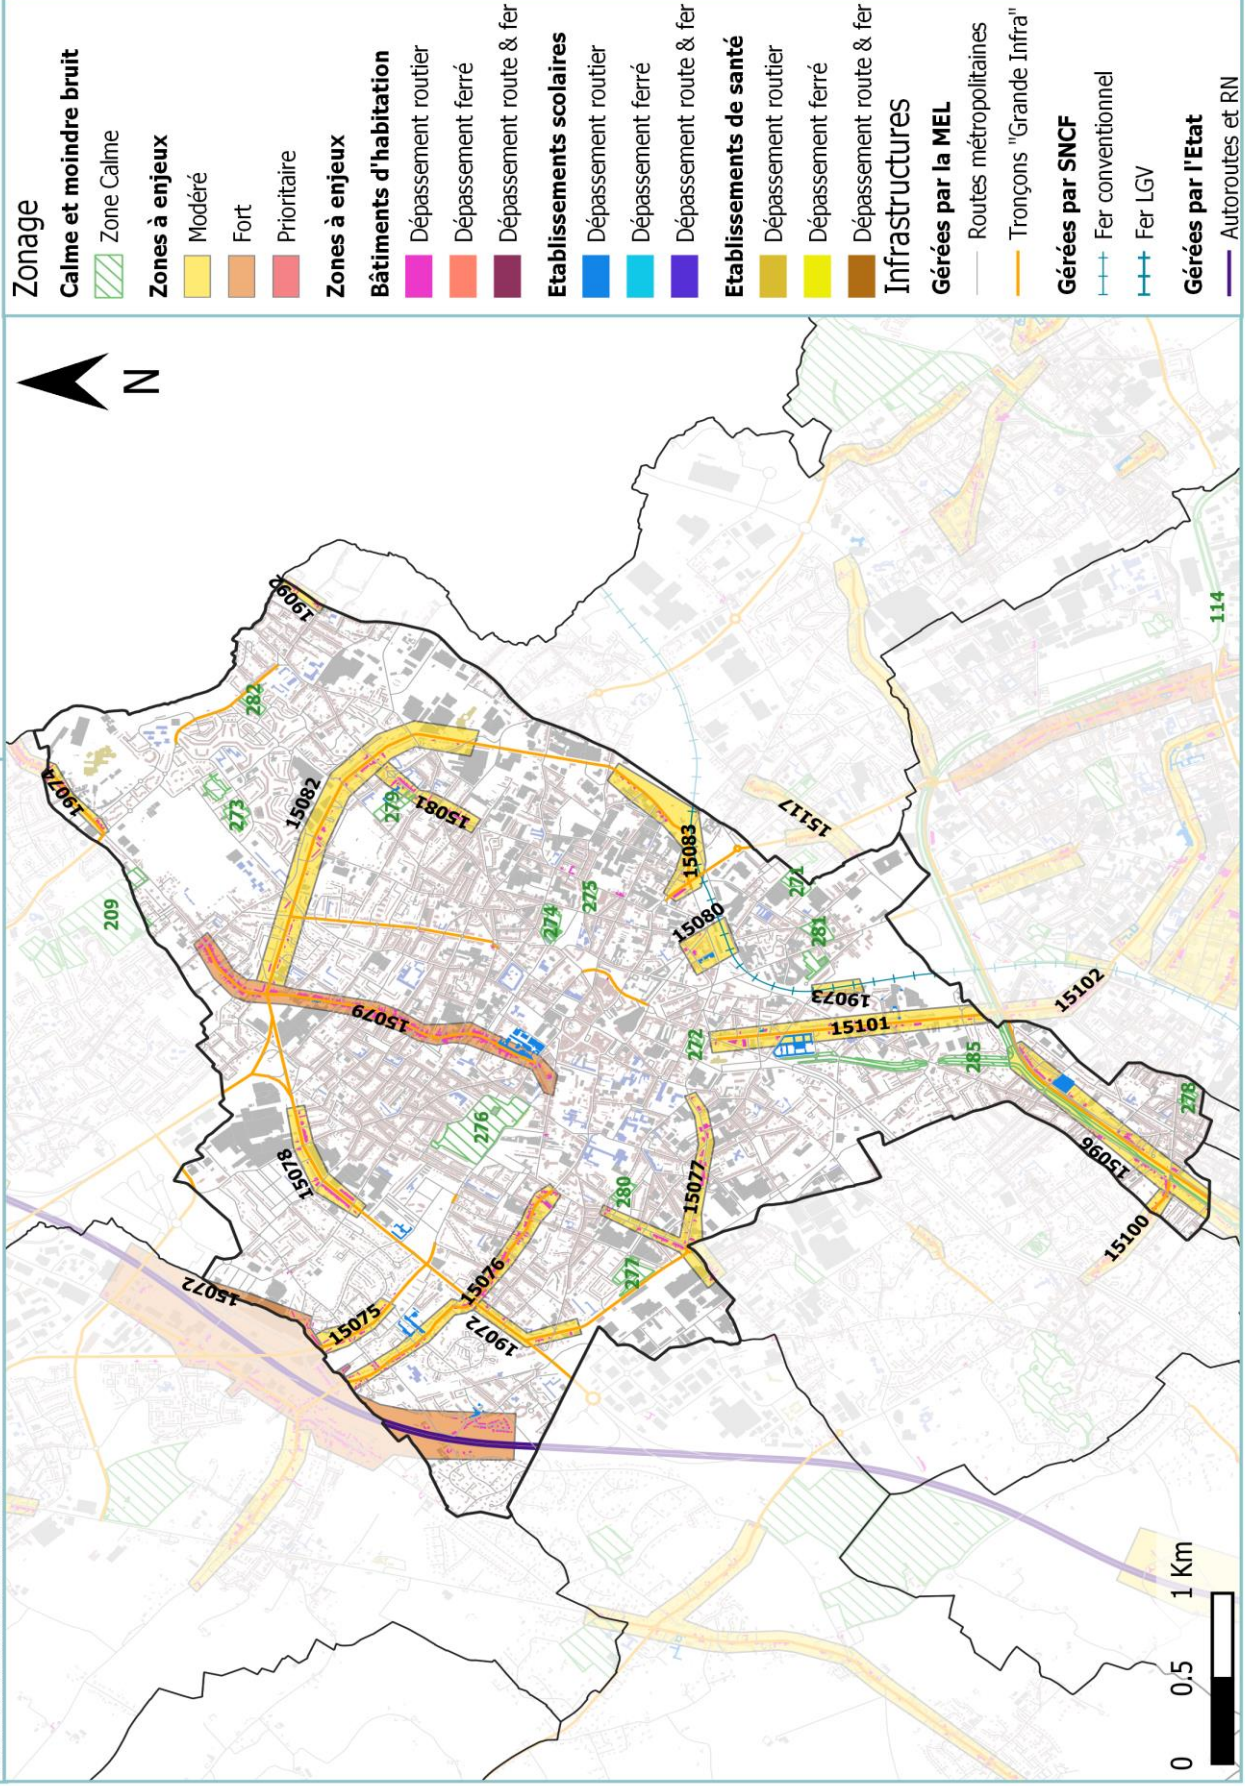 Zonage
Calme et moindre bruit
Zone Calme
Zones à enjeux
Modéré
Fort
Prioritaire
Zones à enjeux
Bâtiments d'habitation
Dépassement routier
Dépassement ferré
Dépassement route & fer
Etablissements scolaires
Dépassement routier
Dépassement ferré
Dépassement route & fer
Etablissements de santé
Dépassement routier
Dépassement ferré
Dépassement route & fer
Infrastructures
Gérées par la MEL
Routes métropolitaines
Tronçons "Grande Infra"
Gérées par SNCF
Fer conventionnel
Fer LGV
Gérées par l'Etat
Autoroutes et RN
N
19092
282
19074
273
209
15082
279
15081
15079
274
275
15083
15080
15117
271
281
19073
15101
15102
272
285
276
15078
280
15077
277
15076
19072
15075
15072
15096
278
15100
114
0
0.5
1 Km